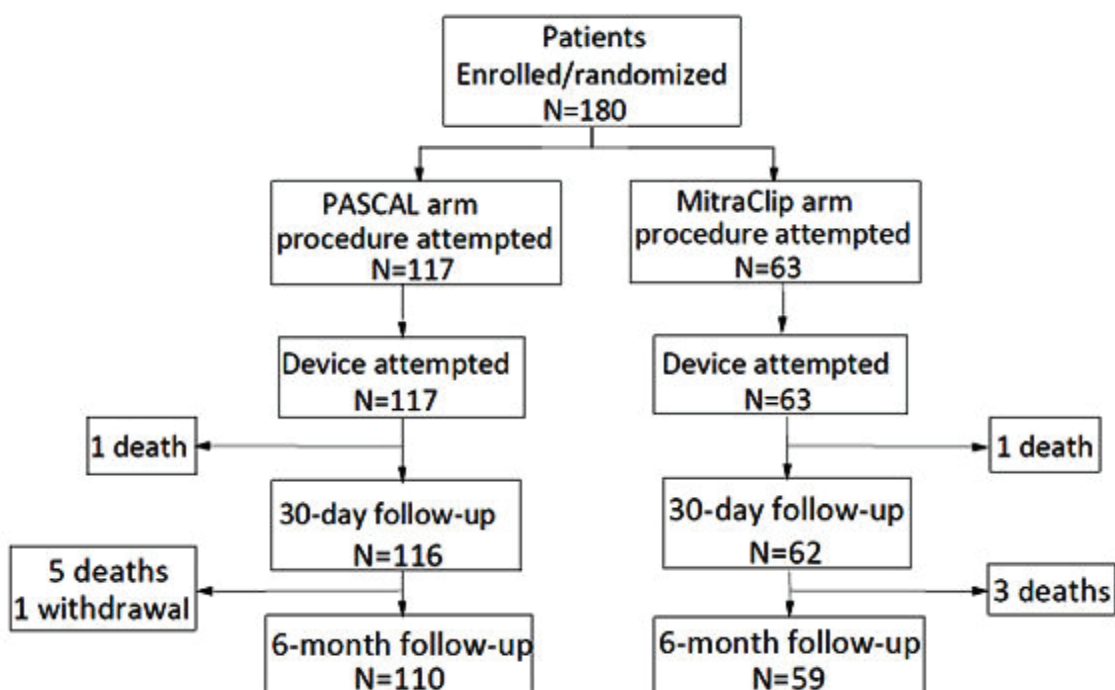 Patients
Enrolled/randomized
N=180
PASCAL arm
procedure attempted
N=117
MitraClip arm
procedure attempted
N=63
Device attempted
N=117
Device attempted
N=63
1 death
1 death
30-day follow-up
N=116
30-day follow-up
N=62
5 deaths
1 withdrawal
3 deaths
6-month follow-up
N=110
6-month follow-up
N=59